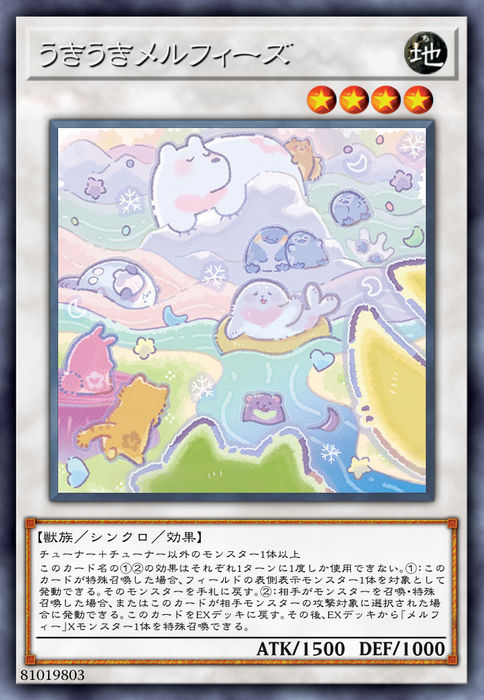 うきうきメルフィーズ
ち
地
【獣族／シンクロ／効果】
チューナー＋チューナー以外のモンスター1体以上
このカード名の①②の効果はそれぞれ1ターンに1度しか使用できない。①：こ
のカードが特殊召喚した場合、フィールドの表側表示モンスター1体を対象として
発動できる。そのモンスターを手札に戻す。②：相手がモンスターを召喚・特殊
召喚した場合、またはこのカードが相手モンスターの攻撃対象に選択された場
合に発動できる。このカードをEXデッキに戻す。その後、EXデッキから「メルフ
ィー」Xモンスター1体を特殊召喚できる。
ATK/1500 DEF/1000
81019803